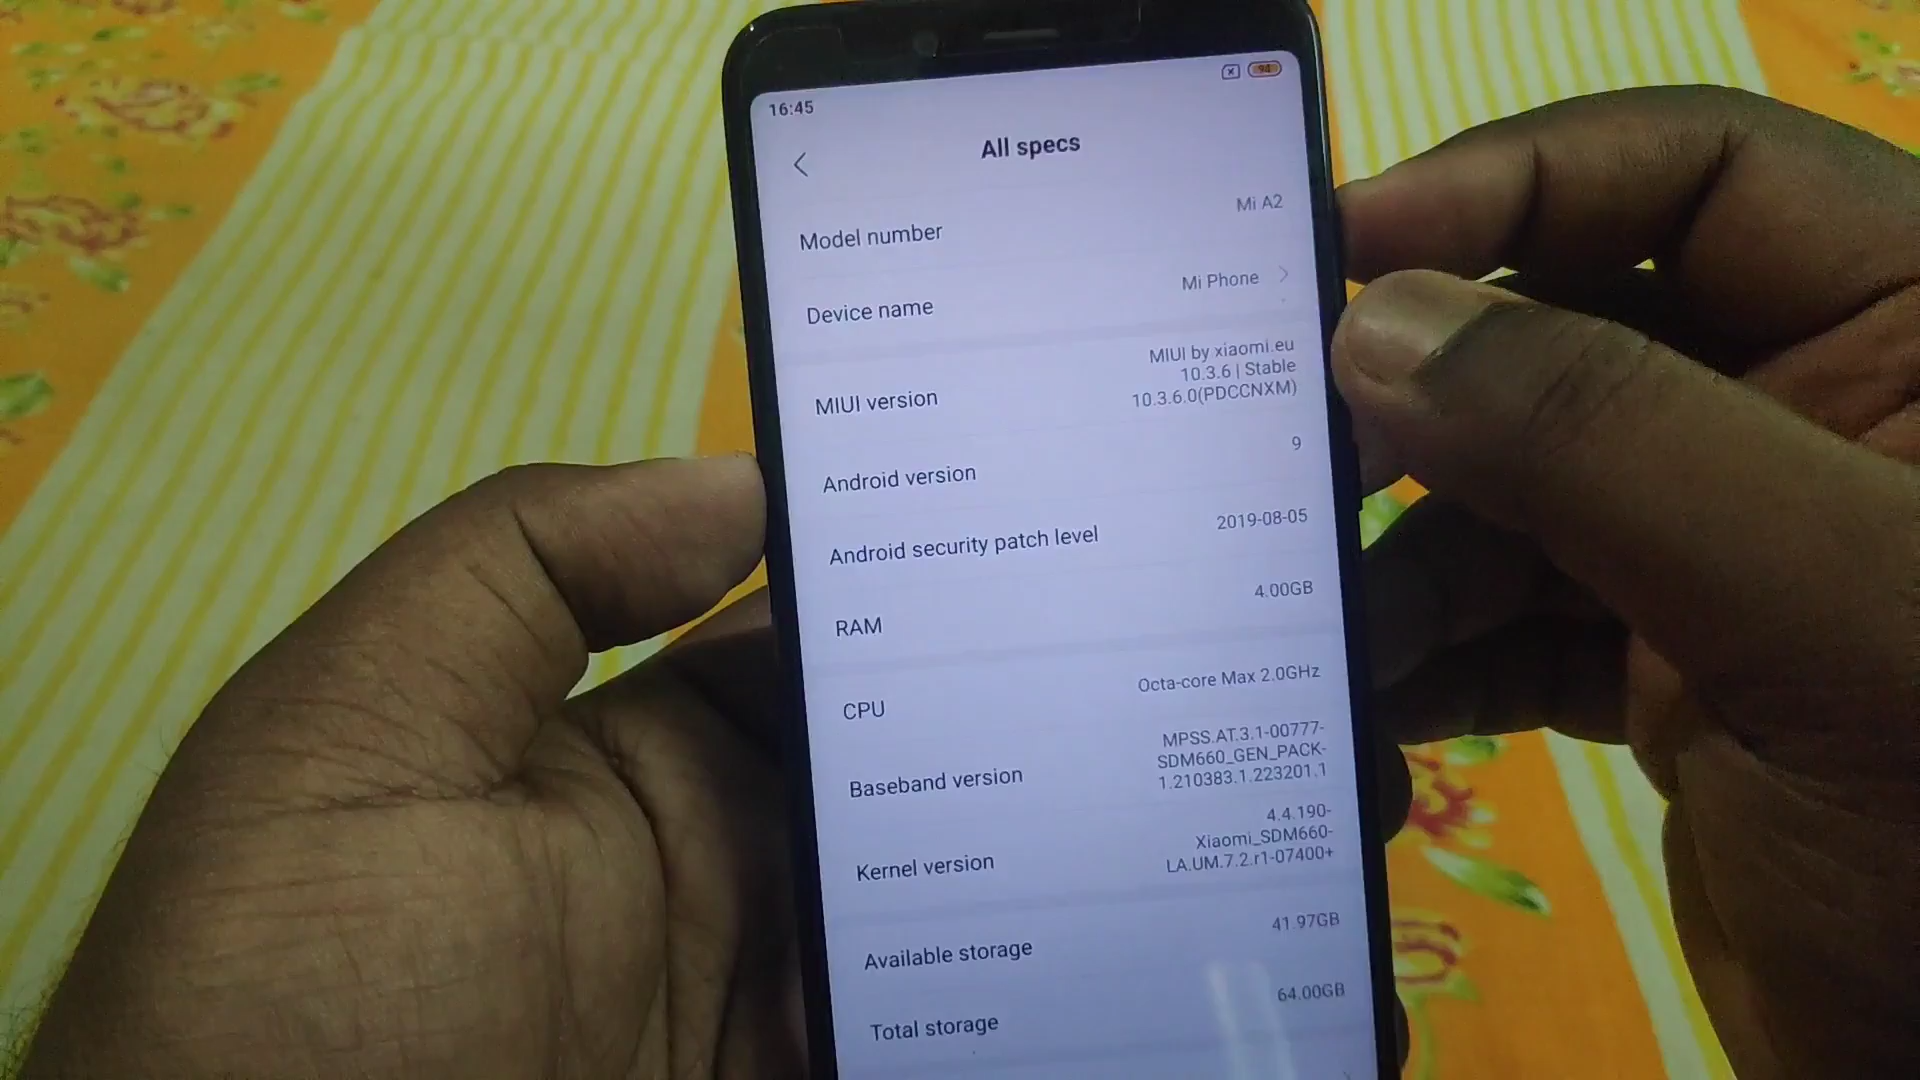 16:45
94
All specs
Model number
Mi A2
Device name
Mi Phone
MIUI version
MIUI by xiaomi.eu
10.3.6 | Stable
10.3.6.0(PDCCNXM)
Android version
9
Android security patch level
2019-08-05
RAM
4.00GB
CPU
Octa-core Max 2.0GHz
Baseband version
MPSS.AT.3.1-00777-
SDM660_GEN_PACK-
1.210383.1.223201.1
Kernel version
4.4.190-
Xiaomi_SDM660-
LA.UM.7.2.r1-07400+
Available storage
41.97GB
Total storage
64.00GB